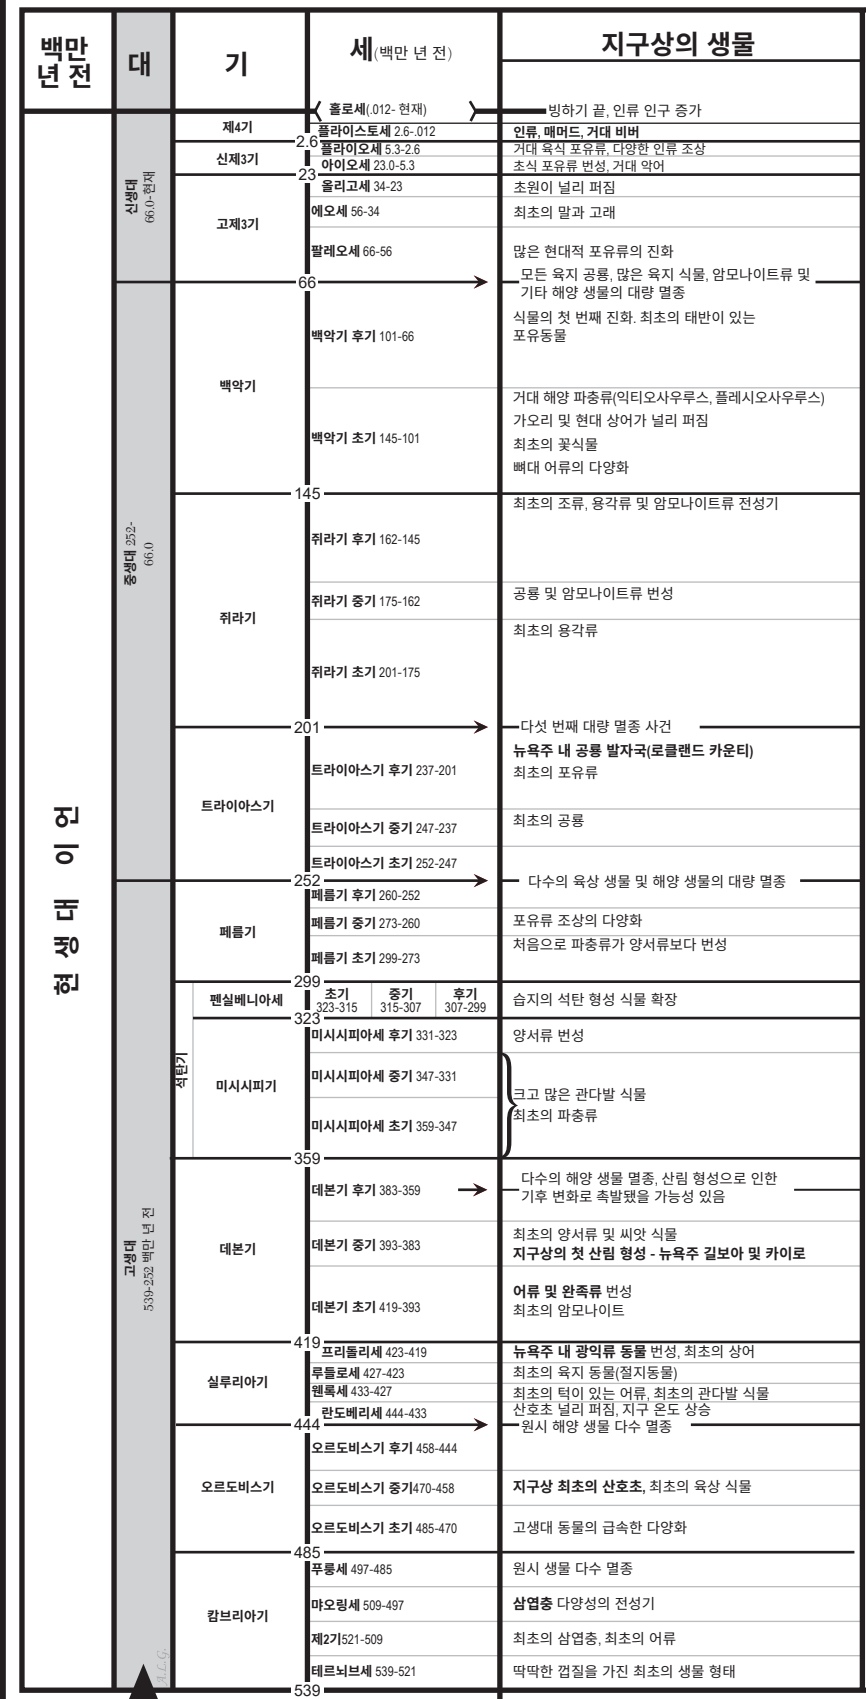 백만
년 전
대
기
세(백만 년 전)
지구상의 생물
현생대 이언
신생대
66.0-현재
제4기
홀로세(.012- 현재)
빙하기 끝, 인류 인구 증가
플라이스토세 2.6-.012
인류, 매머드, 거대 비버
2.6
신제3기
플라이오세 5.3-2.6
거대 육식 포유류, 다양한 인류 조상
아이오세 23.0-5.3
초식 포유류 번성, 거대 악어
23
고제3기
올리고세 34-23
초원이 널리 퍼짐
에오세 56-34
최초의 말과 고래
팔레오세 66-56
많은 현대적 포유류의 진화
66
모든 육지 공룡, 많은 육지 식물, 암모나이트류 및
기타 해양 생물의 대량 멸종
중생대 252-
66.0
백악기
백악기 후기 101-66
식물의 첫 번째 진화. 최초의 태반이 있는
포유동물
백악기 초기 145-101
거대 해양 파충류(익티오사우루스, 플레시오사우루스)
가오리 및 현대 상어가 널리 퍼짐
최초의 꽃식물
뼈대 어류의 다양화
145
쥐라기
쥐라기 후기 162-145
최초의 조류, 용각류 및 암모나이트류 전성기
쥐라기 중기 175-162
공룡 및 암모나이트류 번성
쥐라기 초기 201-175
최초의 용각류
201
다섯 번째 대량 멸종 사건
트라이아스기
트라이아스기 후기 237-201
뉴욕주 내 공룡 발자국(로클랜드 카운티)
최초의 포유류
트라이아스기 중기 247-237
최초의 공룡
트라이아스기 초기 252-247
252
다수의 육상 생물 및 해양 생물의 대량 멸종
고생대
539-252 백만 년 전
페름기
페름기 후기 260-252
페름기 중기 273-260
포유류 조상의 다양화
페름기 초기 299-273
처음으로 파충류가 양서류보다 번성
299
석탄기
펜실베니아세
초기
323-315
중기
315-307
후기
307-299
습지의 석탄 형성 식물 확장
323
미시시피기
미시시피아세 후기 331-323
양서류 번성
미시시피아세 중기 347-331
미시시피아세 초기 359-347
크고 많은 관다발 식물
최초의 파충류
359
데본기
데본기 후기 383-359
다수의 해양 생물 멸종, 산림 형성으로 인한
기후 변화로 촉발됐을 가능성 있음
데본기 중기 393-383
최초의 양서류 및 씨앗 식물
지구상의 첫 산림 형성 - 뉴욕주 길보아 및 카이로
데본기 초기 419-393
어류 및 완족류 번성
최초의 암모나이트
419
실루리아기
프리돌리세 423-419
뉴욕주 내 광익류 동물 번성, 최초의 상어
루들로세 427-423
최초의 육지 동물(절지동물)
웬록세 433-427
최초의 턱이 있는 어류, 최초의 관다발 식물
란도베리세 444-433
산호초 널리 퍼짐, 지구 온도 상승
444
원시 해양 생물 다수 멸종
오르도비스기
오르도비스기 후기 458-444
오르도비스기 중기470-458
지구상 최초의 산호초, 최초의 육상 식물
오르도비스기 초기 485-470
고생대 동물의 급속한 다양화
485
캄브리아기
푸룽세 497-485
원시 생물 다수 멸종
먀오링세 509-497
삼엽충 다양성의 전성기
제2기521-509
최초의 삼엽충, 최초의 어류
테르뇌브세 539-521
딱딱한 껍질을 가진 최초의 생물 형태
539
A.L.G.